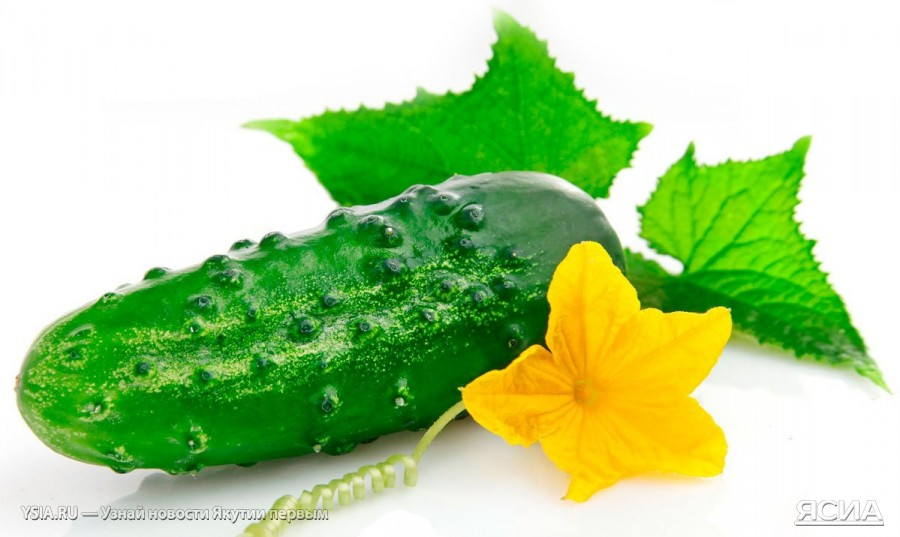 YSIA.RU — Узнай новости Якутии первым
ЯСИА